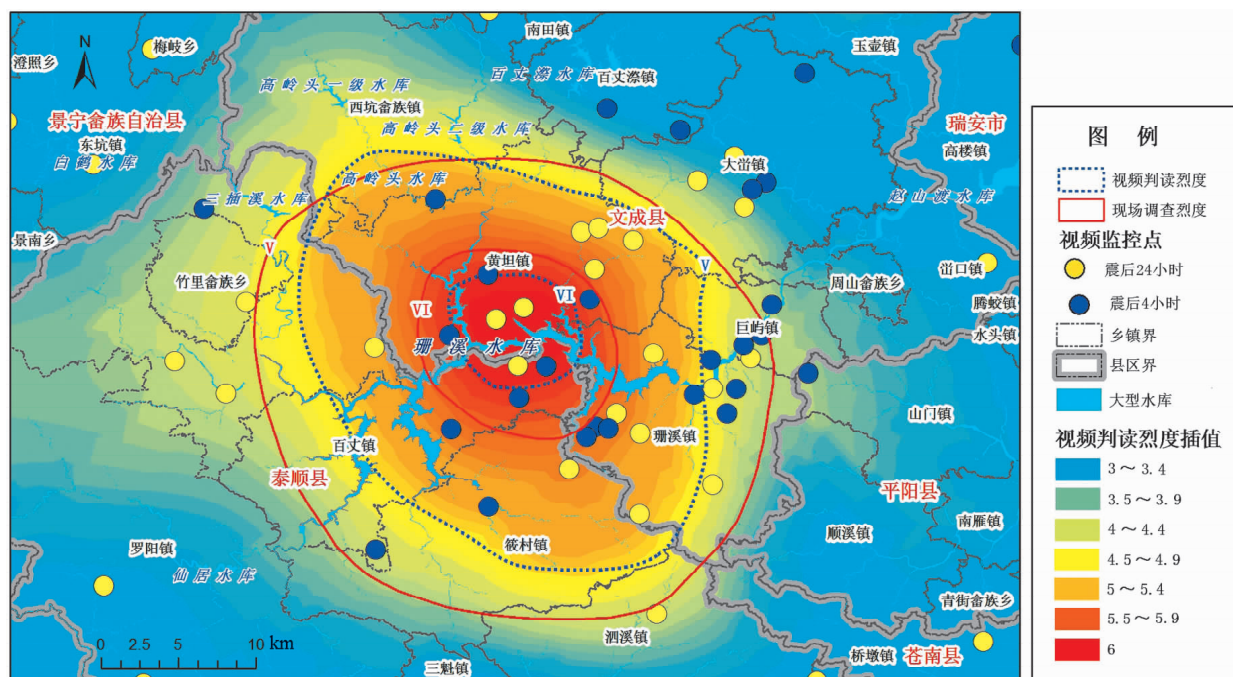 南田镇
玉壶镇
梅岐乡
澄照乡
N
高岭头一级水库
百丈漈水库
百丈漈镇
西坑畲族镇
景宁畲族自治县
瑞安市
高岭头二级水库
东坑镇
高楼镇
白鹤水库
大峃镇
高岭头水库
三插溪水库
赵山渡水库
文成县
景南乡
V
V
黄坦镇
岙口镇
竹里畲族乡
周山畲族乡
VI
VI
腾蛟镇
巨屿镇
水头镇
珊溪水库
山门镇
珊溪镇
百丈镇
泰顺县
平阳县
南雁镇
顺溪镇
罗阳镇
筱村镇
仙居水库
青街畲族乡
泗溪镇
0 2.5 5 10 km
三魁镇
桥墩镇
苍南县
图 例
视频判读烈度
现场调查烈度
视频监控点
震后24小时
震后4小时
乡镇界
县区界
大型水库
视频判读烈度插值
3～3.4
3.5～3.9
4～4.4
4.5～4.9
5～5.4
5.5～5.9
6